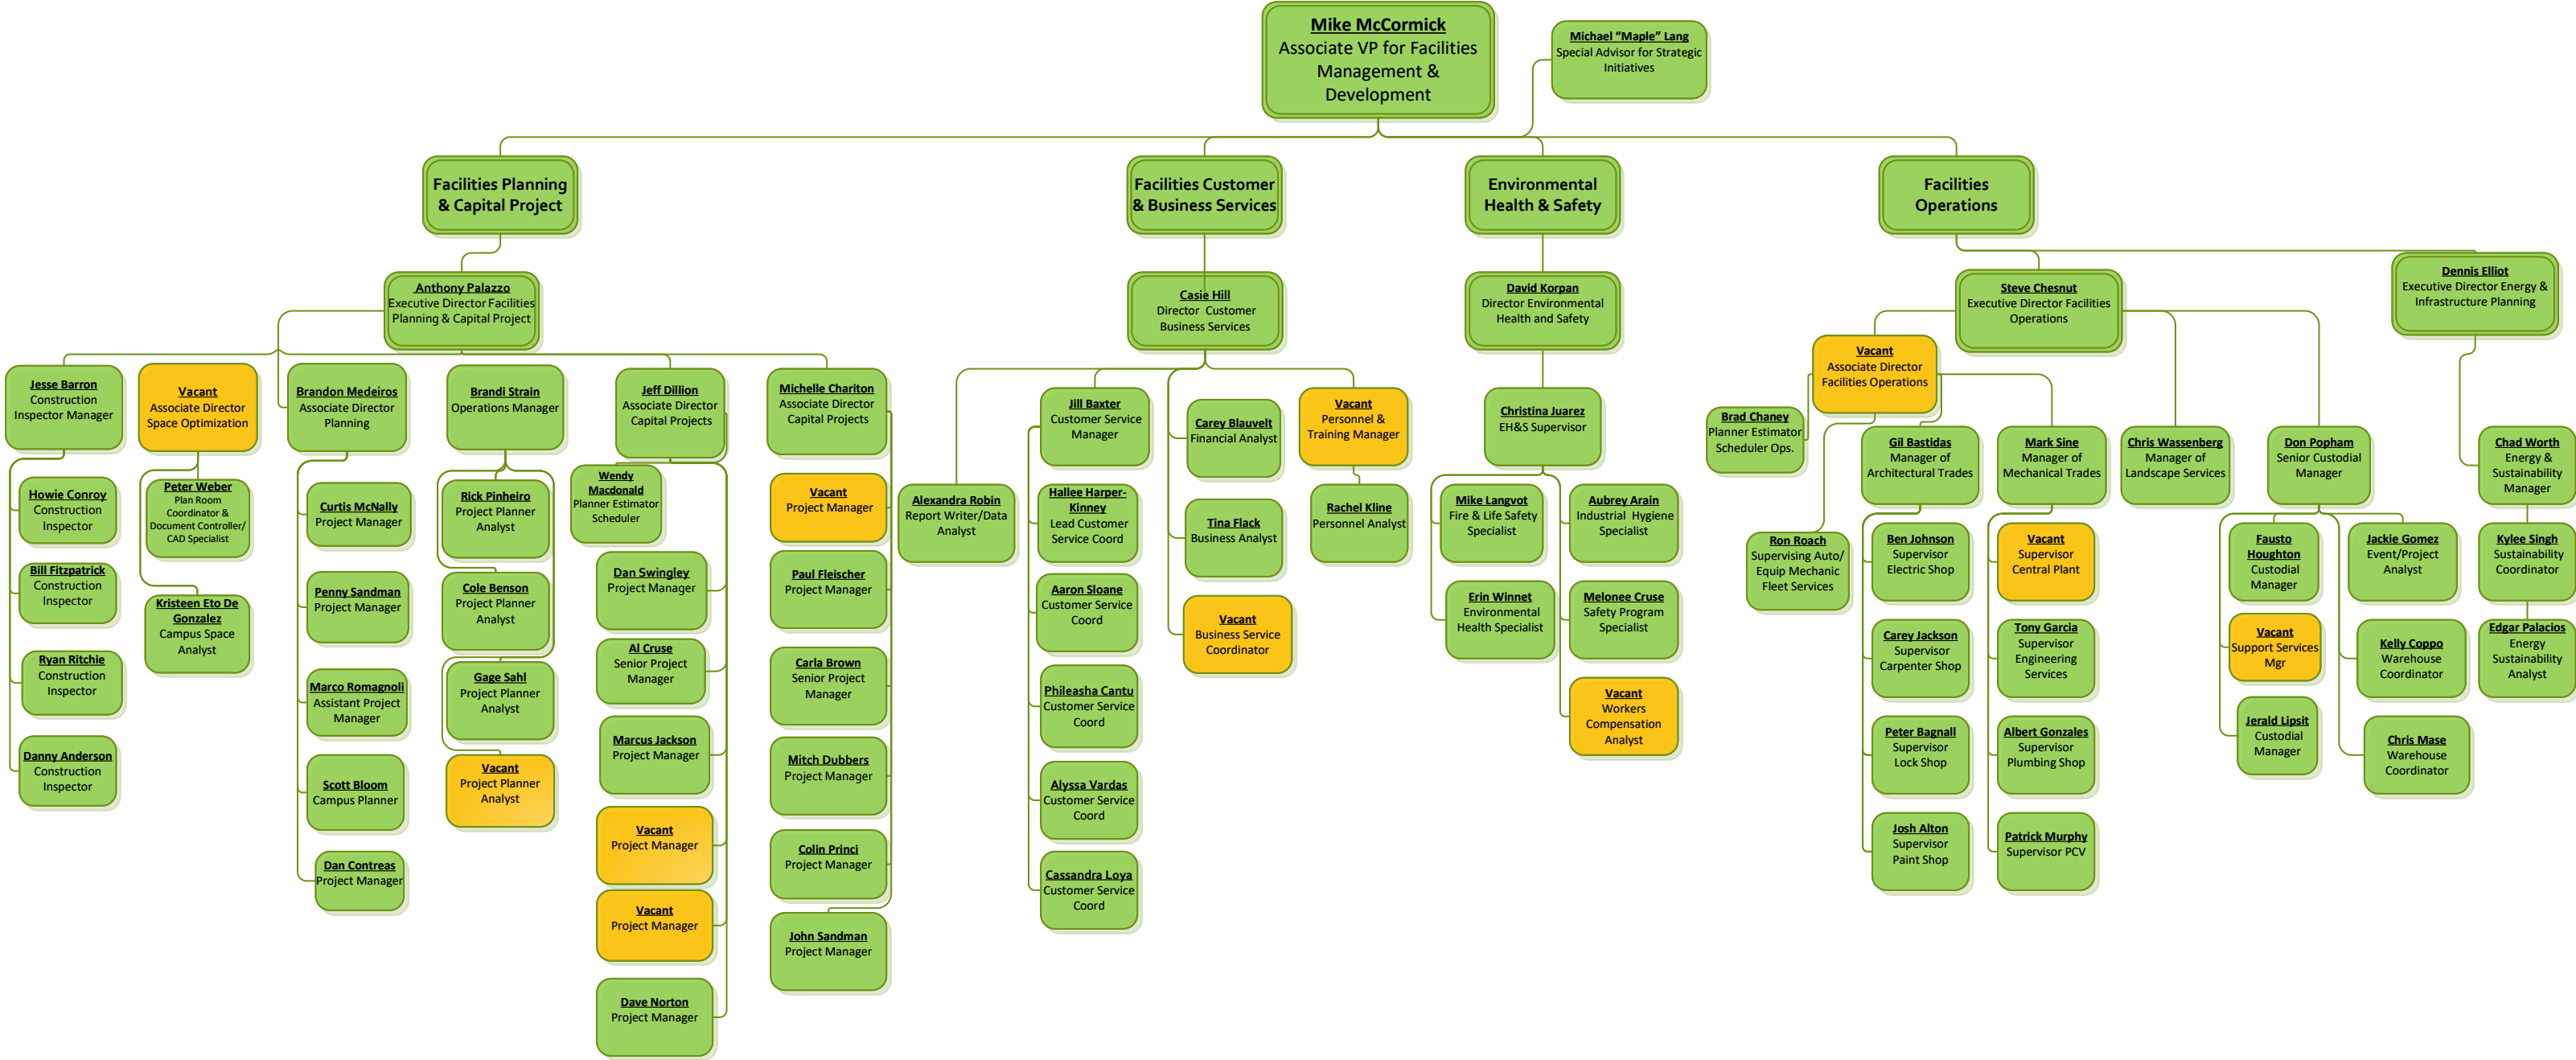 Mike McCormick
Associate VP for Facilities
Management &
Development
Michael “Maple” Lang
Special Advisor for Strategic
Initiatives
Facilities Planning
& Capital Project
Facilities Customer
& Business Services
Environmental
Health & Safety
Facilities
Operations
Anthony Palazzo
Executive Director Facilities
Planning & Capital Project
Casie Hill
Director Customer
Business Services
David Korpan
Director Environmental
Health and Safety
Steve Chesnut
Executive Director Facilities
Operations
Dennis Elliot
Executive Director Energy &
Infrastructure Planning
Jesse Barron
Construction
Inspector Manager
Howie Conroy
Construction
Inspector
Bill Fitzpatrick
Construction
Inspector
Ryan Ritchie
Construction
Inspector
Danny Anderson
Construction
Inspector
Vacant
Associate Director
Space Optimization
Peter Weber
Plan Room
Coordinator &
Document Controller/
CAD Specialist
Kristeen Eto De
Gonzalez
Campus Space
Analyst
Brandon Medeiros
Associate Director
Planning
Curtis McNally
Project Manager
Penny Sandman
Project Manager
Marco Romagnoli
Assistant Project
Manager
Scott Bloom
Campus Planner
Dan Contreas
Project Manager
Brandi Strain
Operations Manager
Rick Pinheiro
Project Planner
Analyst
Cole Benson
Project Planner
Analyst
Gage Sahl
Project Planner
Analyst
Vacant
Project Planner
Analyst
Jeff Dillion
Associate Director
Capital Projects
Wendy
Macdonald
Planner Estimator
Scheduler
Dan Swingley
Project Manager
Al Cruse
Senior Project
Manager
Marcus Jackson
Project Manager
Vacant
Project Manager
Vacant
Project Manager
Dave Norton
Project Manager
Michelle Chariton
Associate Director
Capital Projects
Vacant
Project Manager
Paul Fleischer
Project Manager
Carla Brown
Senior Project
Manager
Mitch Dubbers
Project Manager
Colin Princi
Project Manager
John Sandman
Project Manager
Alexandra Robin
Report Writer/Data
Analyst
Jill Baxter
Customer Service
Manager
Hallee Harper-
Kinney
Lead Customer
Service Coord
Aaron Sloane
Customer Service
Coord
Phileasha Cantu
Customer Service
Coord
Alyssa Vardas
Customer Service
Coord
Cassandra Loya
Customer Service
Coord
Carey Blauvelt
Financial Analyst
Tina Flack
Business Analyst
Vacant
Business Service
Coordinator
Vacant
Personnel &
Training Manager
Rachel Kline
Personnel Analyst
Christina Juarez
EH&S Supervisor
Mike Langvot
Fire & Life Safety
Specialist
Erin Winnet
Environmental
Health Specialist
Aubrey Arain
Industrial Hygiene
Specialist
Melonee Cruse
Safety Program
Specialist
Vacant
Workers
Compensation
Analyst
Vacant
Associate Director
Facilities Operations
Brad Chaney
Planner Estimator
Scheduler Ops.
Ron Roach
Supervising Auto/
Equip Mechanic
Fleet Services
Gil Bastidas
Manager of
Architectural Trades
Ben Johnson
Supervisor
Electric Shop
Carey Jackson
Supervisor
Carpenter Shop
Peter Bagnall
Supervisor
Lock Shop
Josh Alton
Supervisor
Paint Shop
Mark Sine
Manager of
Mechanical Trades
Vacant
Supervisor
Central Plant
Tony Garcia
Supervisor
Engineering
Services
Albert Gonzales
Supervisor
Plumbing Shop
Patrick Murphy
Supervisor PCV
Chris Wassenberg
Manager of
Landscape Services
Don Popham
Senior Custodial
Manager
Fausto
Houghton
Custodial
Manager
Vacant
Support Services
Mgr
Jerald Lipsit
Custodial
Manager
Jackie Gomez
Event/Project
Analyst
Kelly Coppo
Warehouse
Coordinator
Chris Mase
Warehouse
Coordinator
Chad Worth
Energy &
Sustainability
Manager
Kylee Singh
Sustainability
Coordinator
Edgar Palacios
Energy
Sustainability
Analyst